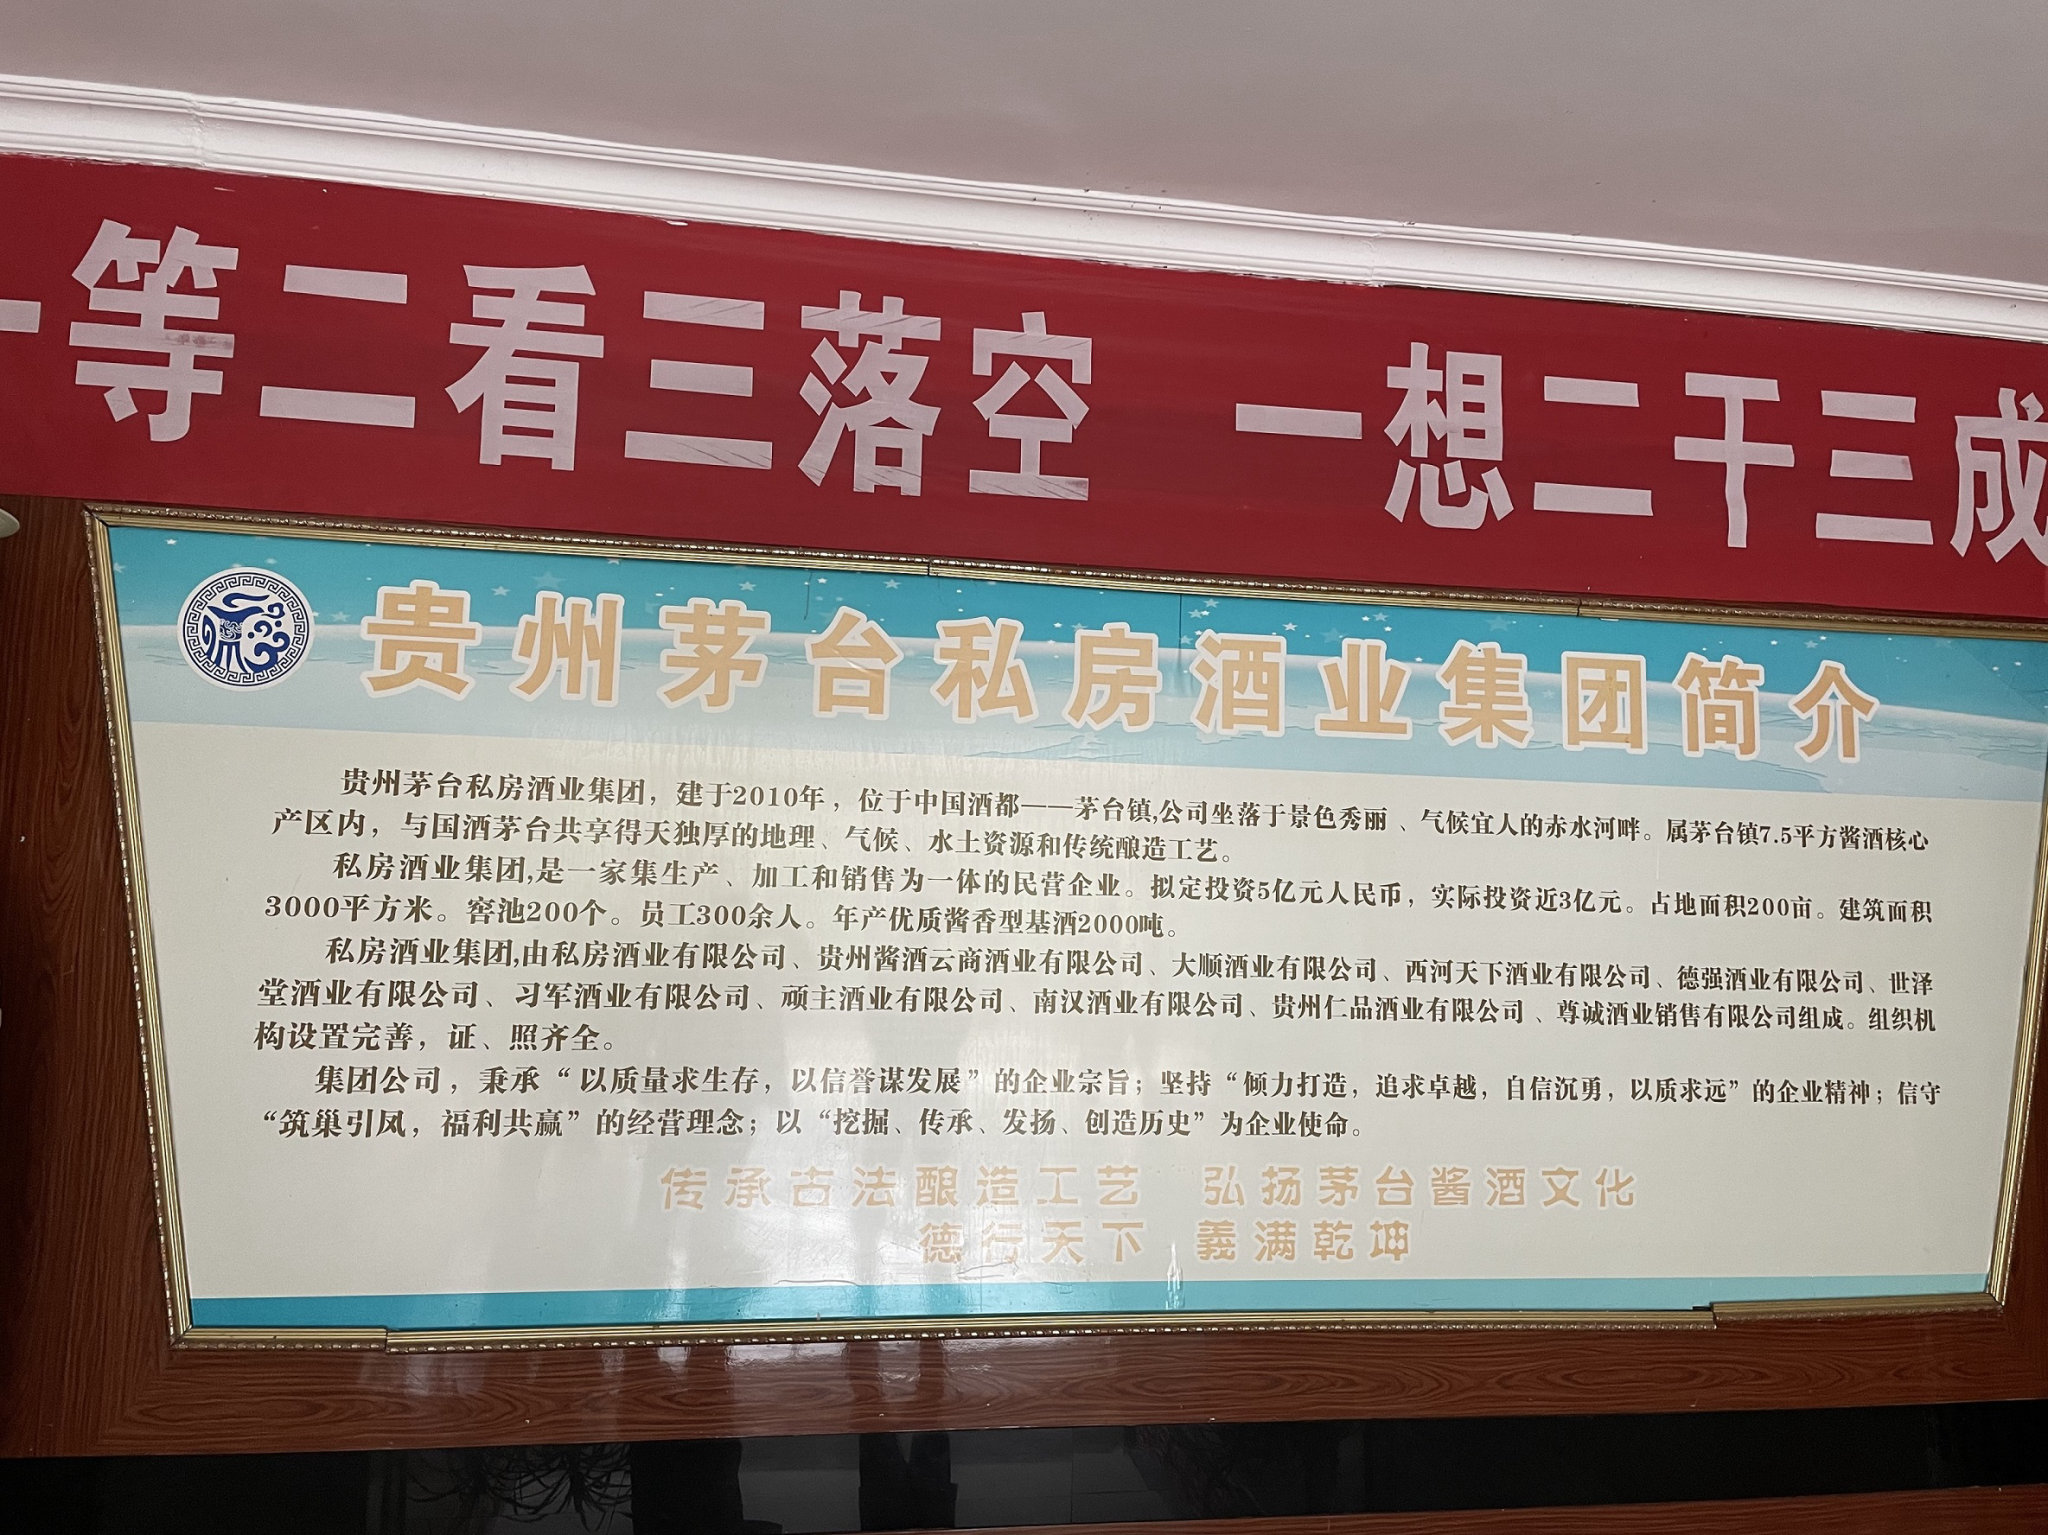 一等二看三落空 一想二干三成
贵州茅台私房酒业集团简介
贵州茅台私房酒业集团，建于2010年，位于中国酒都——茅台镇,公司坐落于景色秀丽、气候宜人的赤水河畔。属茅台镇7.5平方酱酒核心
产区内，与国酒茅台共享得天独厚的地理、气候、水土资源和传统酿造工艺。
私房酒业集团,是一家集生产、加工和销售为一体的民营企业。拟定投资5亿元人民币，实际投资近3亿元。占地面积200亩。建筑面积
3000平方米。窖池200个。员工300余人。年产优质酱香型基酒2000吨。
私房酒业集团,由私房酒业有限公司、贵州酱酒云商酒业有限公司、大顺酒业有限公司、西河天下酒业有限公司、德强酒业有限公司、世泽
堂酒业有限公司、习军酒业有限公司、顽主酒业有限公司、南汉酒业有限公司、贵州仁品酒业有限公司、尊诚酒业销售有限公司组成。组织机
构设置完善，证、照齐全。
集团公司，秉承“以质量求生存，以信誉谋发展”的企业宗旨；坚持“倾力打造，追求卓越，自信沉勇，以质求远”的企业精神；信守
“筑巢引凤，福利共赢”的经营理念；以“挖掘、传承、发扬、创造历史”为企业使命。
传承古法酿造工艺 弘扬茅台酱酒文化
德行天下 義满乾坤